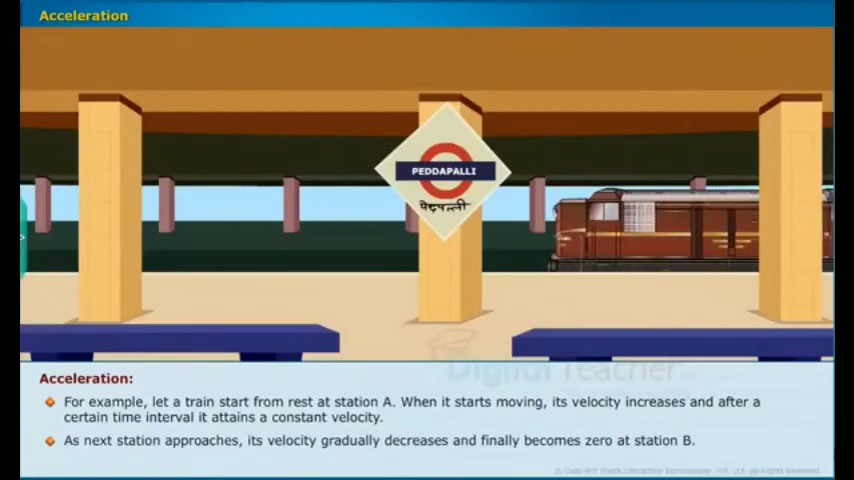 Acceleration
PEDDAPALLI
पेद्दपल्ली
Digital Teacher
Acceleration:
For example, let a train start from rest at station A. When it starts moving, its velocity increases and after a
certain time interval it attains a constant velocity.
As next station approaches, its velocity gradually decreases and finally becomes zero at station B.